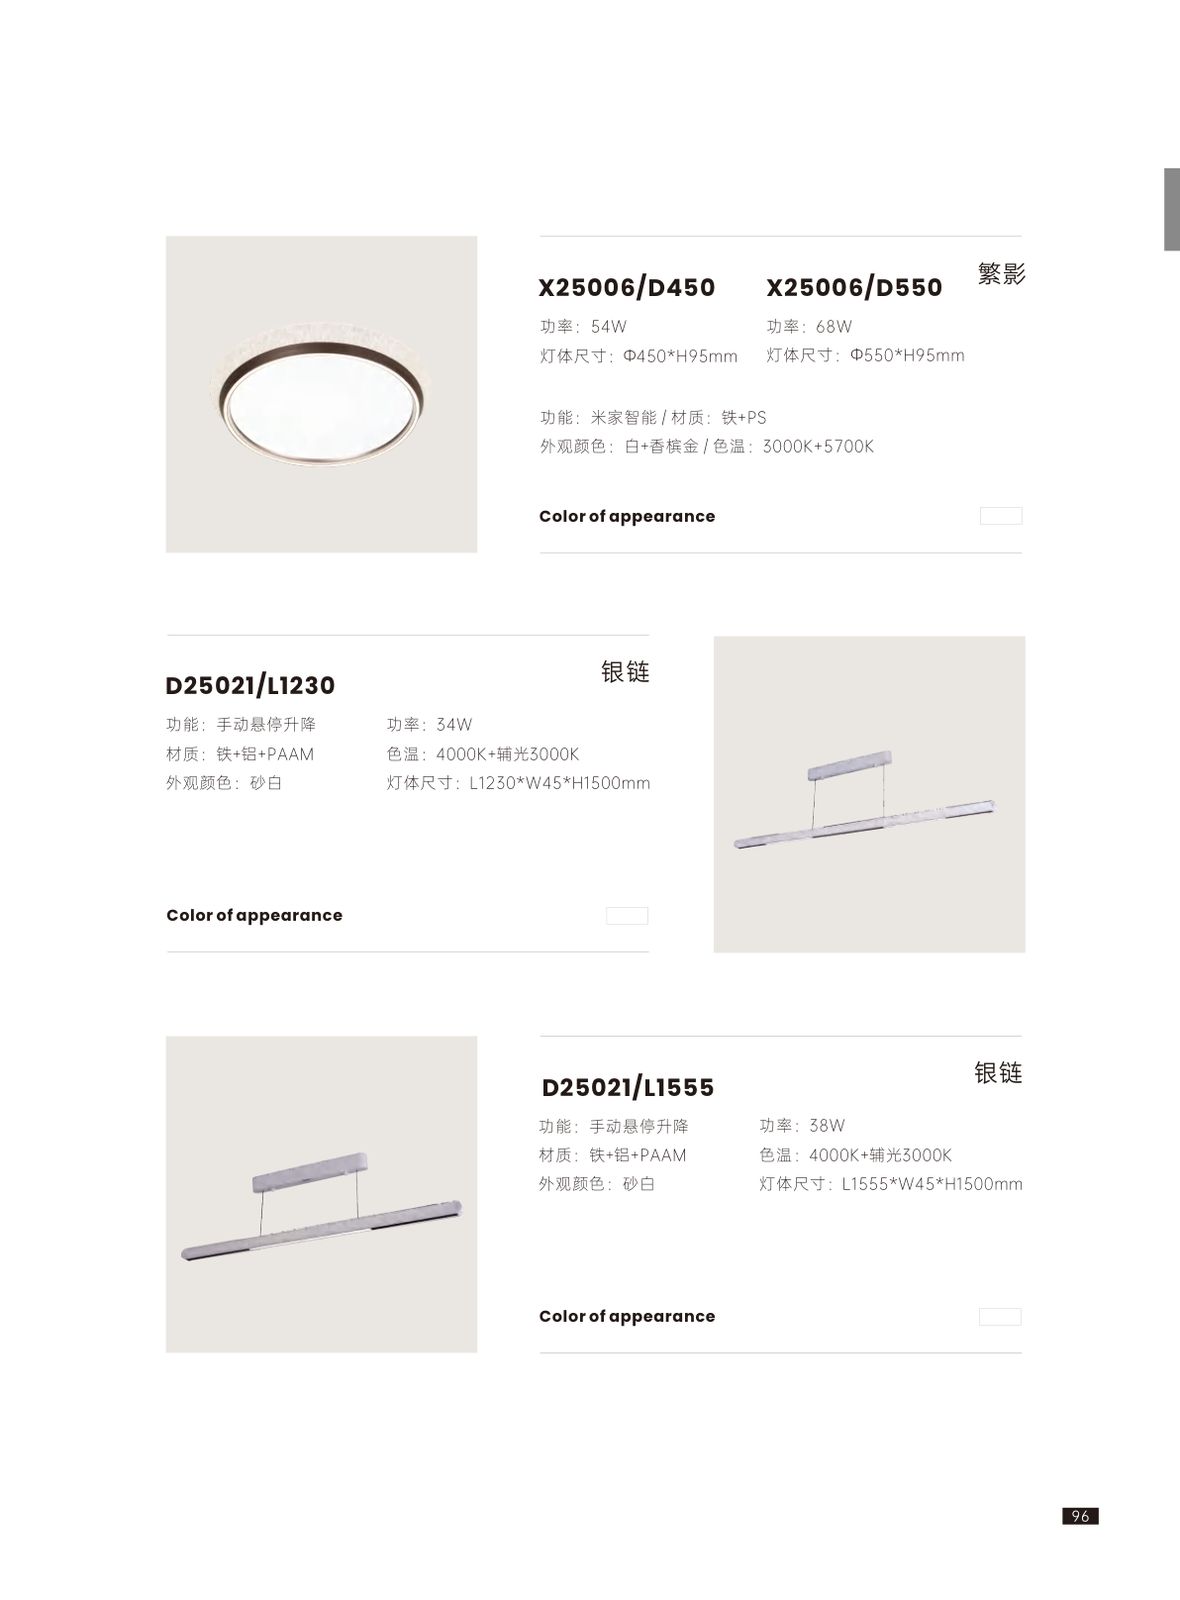 繁影
X25006/D450 X25006/D550
功率：54W 功率：68W
灯体尺寸：Φ450*H95mm 灯体尺寸：Φ550*H95mm
功能：米家智能 / 材质：铁+PS
外观颜色：白+香槟金 / 色温：3000K+5700K
Color of appearance
银链
D25021/L1230
功能：手动悬停升降 功率：34W
材质：铁+铝+PAAM 色温：4000K+辅光3000K
外观颜色：砂白 灯体尺寸：L1230*W45*H1500mm
Color of appearance
银链
D25021/L1555
功能：手动悬停升降 功率：38W
材质：铁+铝+PAAM 色温：4000K+辅光3000K
外观颜色：砂白 灯体尺寸：L1555*W45*H1500mm
Color of appearance
96